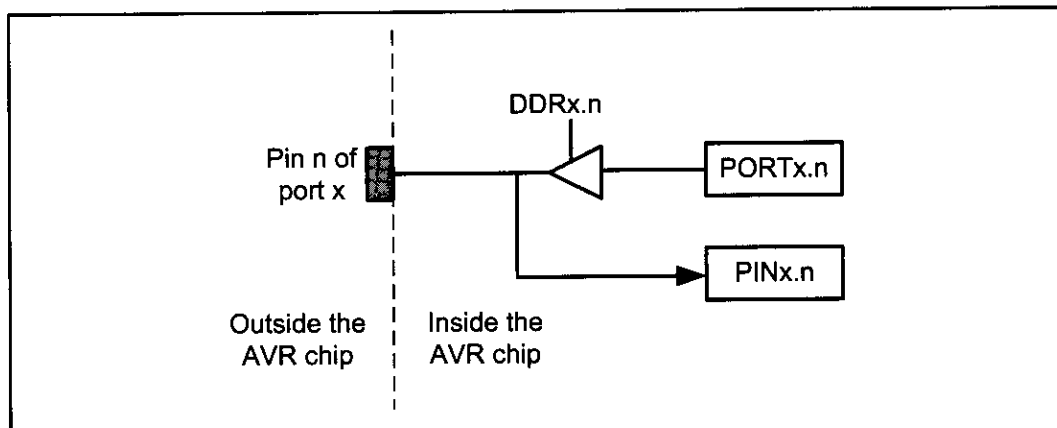 DDRx.n
Pin n of
port x
PORTx.n
PINx.n
Outside the
AVR chip
Inside the
AVR chip